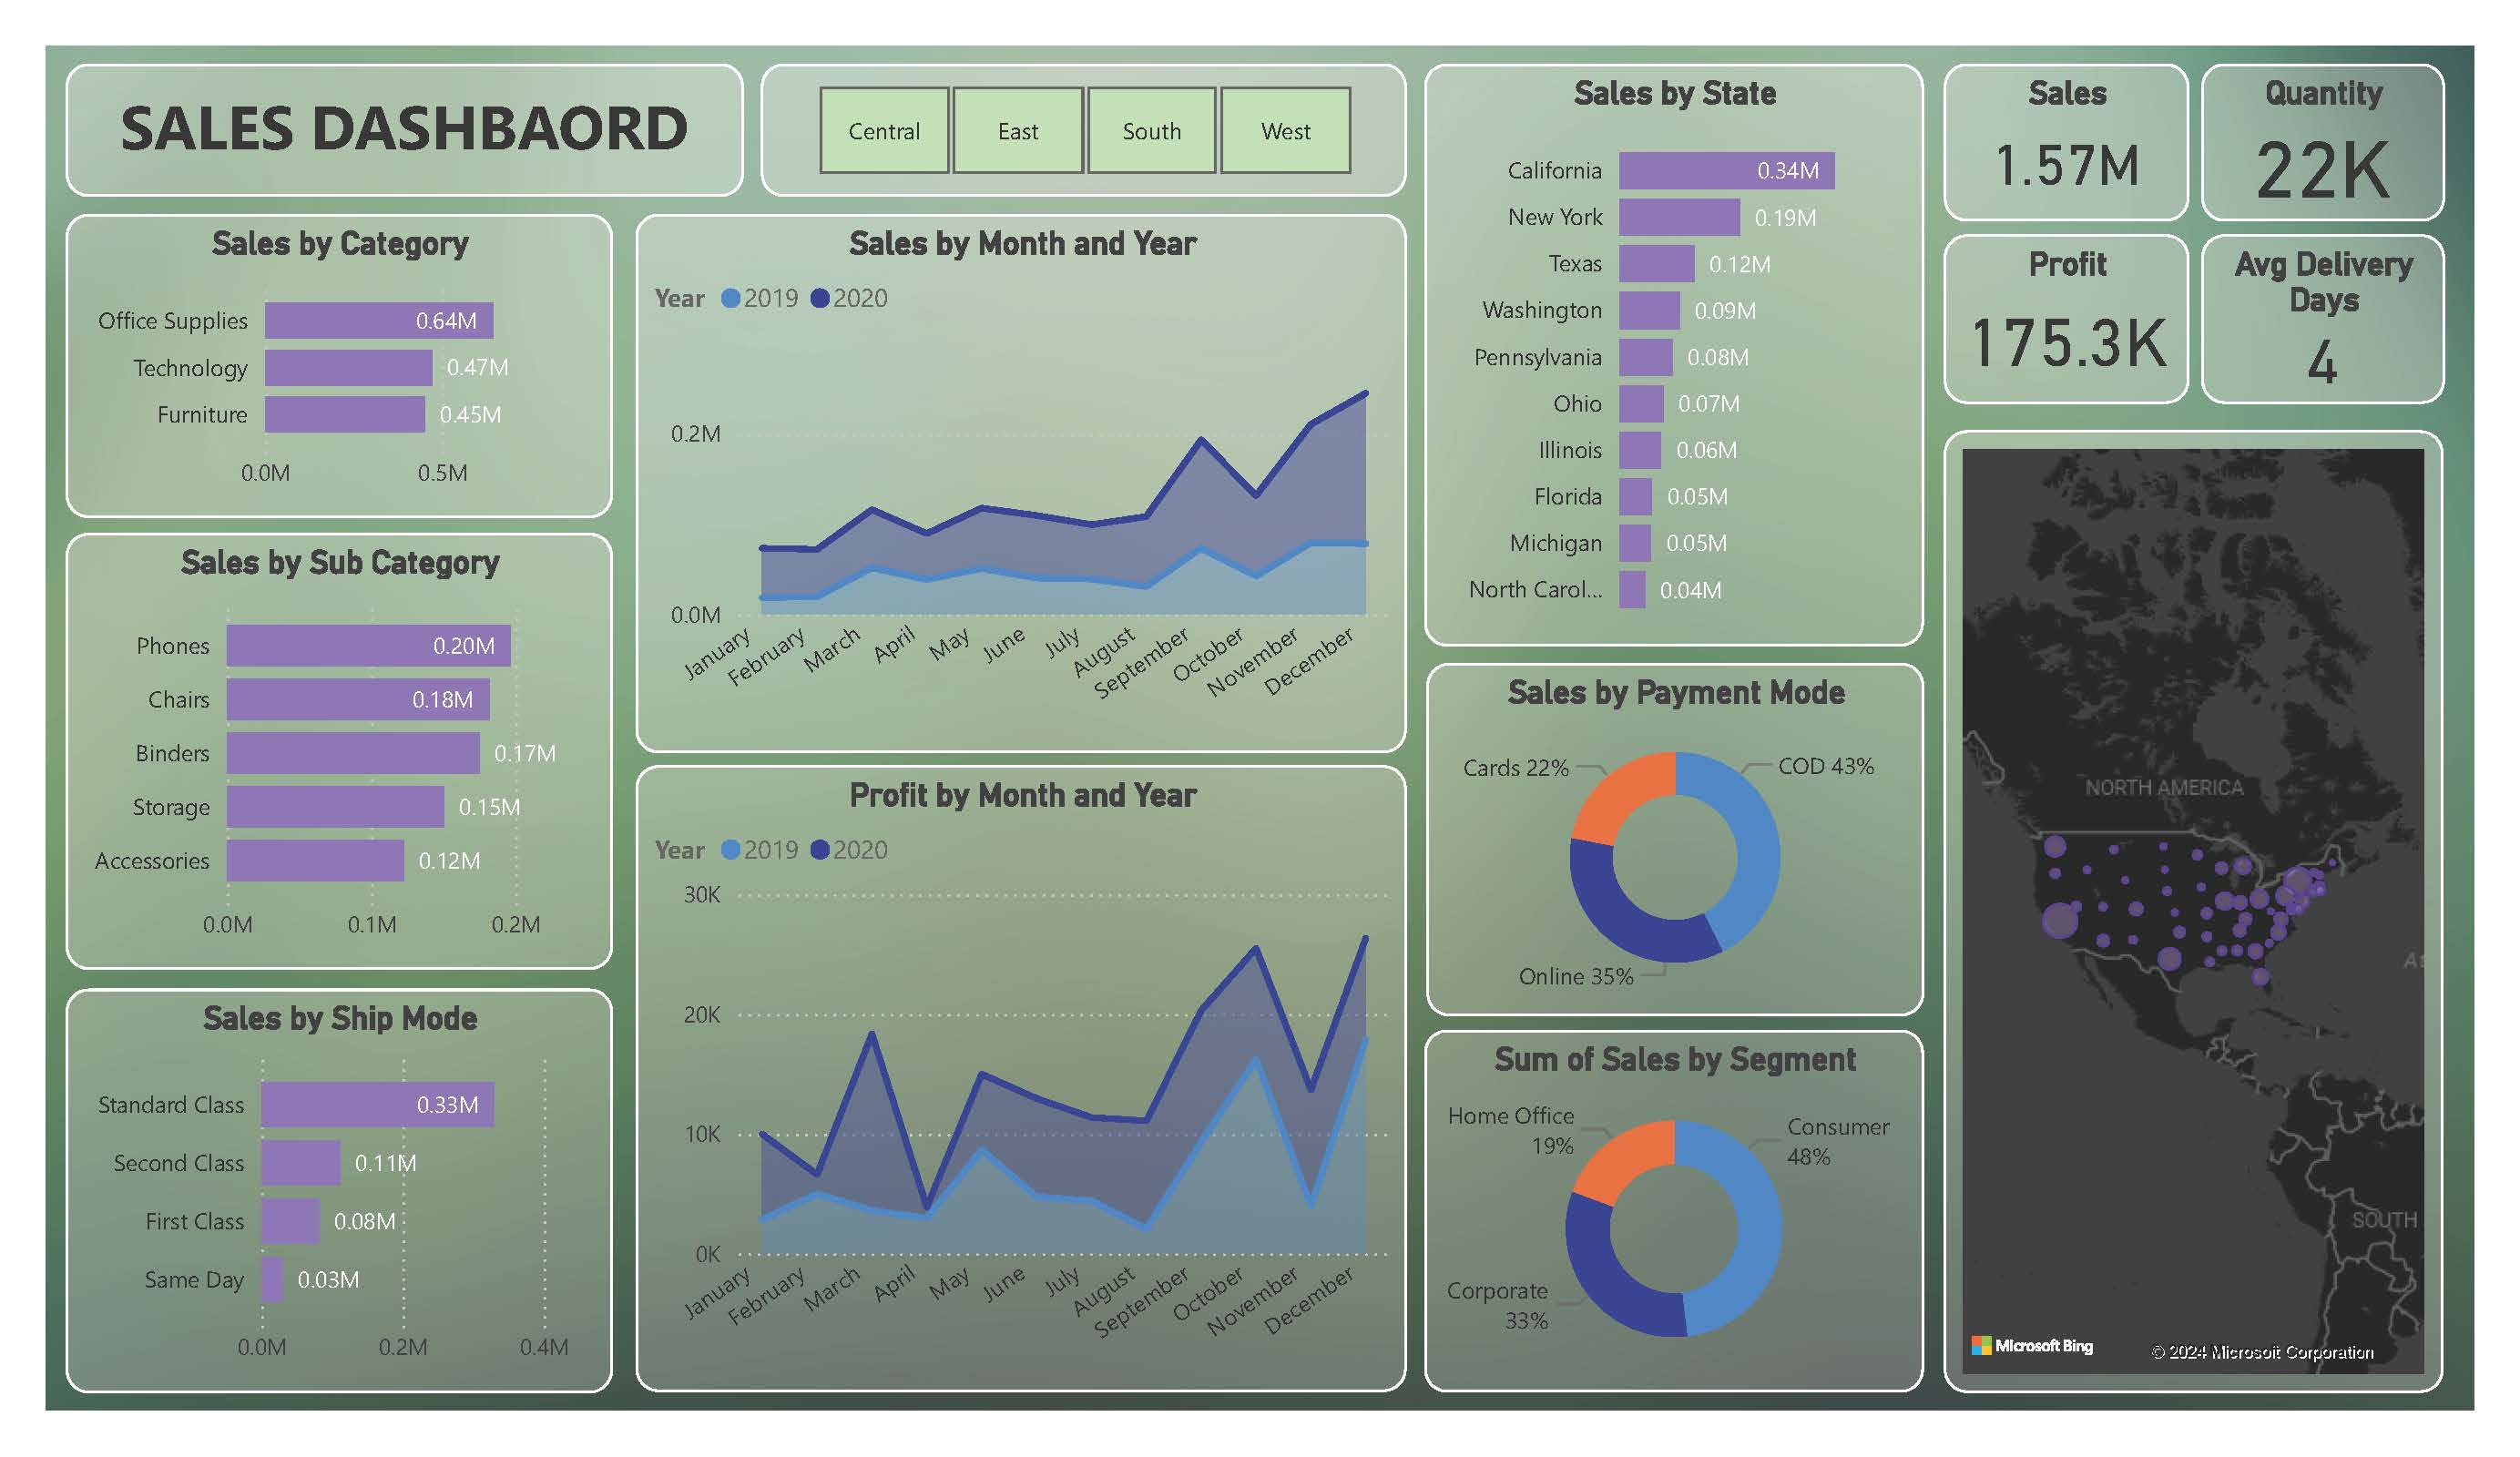 SALES DASHBAORD
Central
East
South
West
Sales by Category
Office Supplies
0.64M
Technology
0.47M
Furniture
0.45M
0.0M
0.5M
Sales by Sub Category
Phones
0.20M
Chairs
0.18M
Binders
0.17M
Storage
0.15M
Accessories
0.12M
0.0M
0.1M
0.2M
Sales by Ship Mode
Standard Class
0.33M
Second Class
0.11M
First Class
0.08M
Same Day
0.03M
0.0M
0.2M
0.4M
Sales by Month and Year
Year 2019 2020
0.2M
0.0M
January
February
March
April
May
June
July
August
September
October
November
December
Profit by Month and Year
Year 2019 2020
30K
20K
10K
0K
January
February
March
April
May
June
July
August
September
October
November
December
Sales by State
California
0.34M
New York
0.19M
Texas
0.12M
Washington
0.09M
Pennsylvania
0.08M
Ohio
0.07M
Illinois
0.06M
Florida
0.05M
Michigan
0.05M
North Carol...
0.04M
Sales by Payment Mode
Cards 22%
COD 43%
Online 35%
Sum of Sales by Segment
Home Office
19%
Consumer
48%
Corporate
33%
Sales
1.57M
Quantity
22K
Profit
175.3K
Avg Delivery
Days
4
NORTH AMERICA
SOUTH
Microsoft Bing
© 2024 Microsoft Corporation